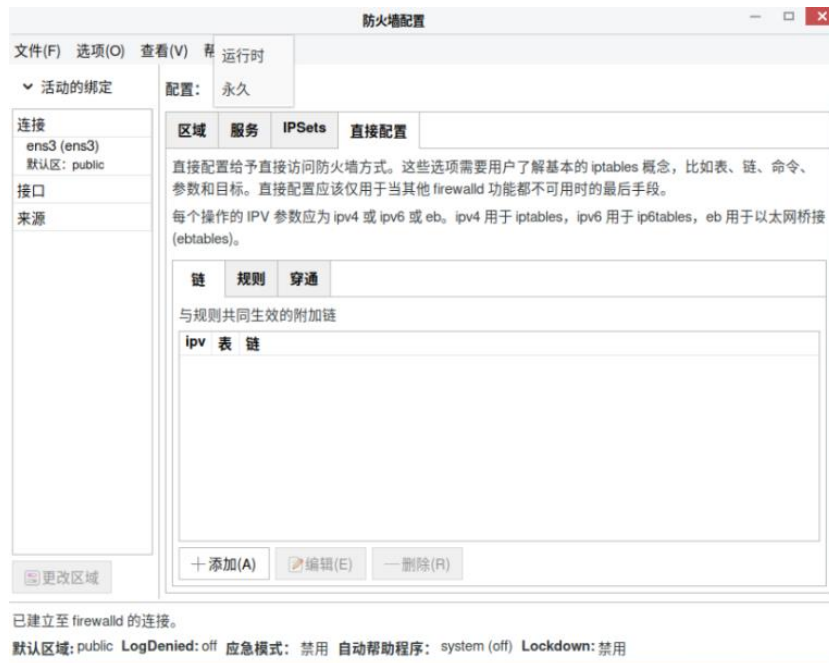 防火墙配置
文件(F) 选项(O) 查看(V) 帮
运行时
永久
活动的绑定
配置：
连接
ens3 (ens3)
默认区：public
接口
来源
更改区域
区域 服务 IPSets 直接配置
直接配置给予直接访问防火墙方式。这些选项需要用户了解基本的 iptables 概念，比如表、链、命令、
参数和目标。直接配置应该仅用于当其他 firewalld 功能都不可用时的最后手段。
每个操作的 IPV 参数应为 ipv4 或 ipv6 或 eb。ipv4 用于 iptables，ipv6 用于 ip6tables，eb 用于以太网桥接
(ebtables)。
链 规则 穿通
与规则共同生效的附加链
ipv 表 链
添加(A) 编辑(E) 删除(R)
已建立至 firewalld 的连接。
默认区域: public LogDenied: off 应急模式： 禁用 自动帮助程序： system (off) Lockdown: 禁用